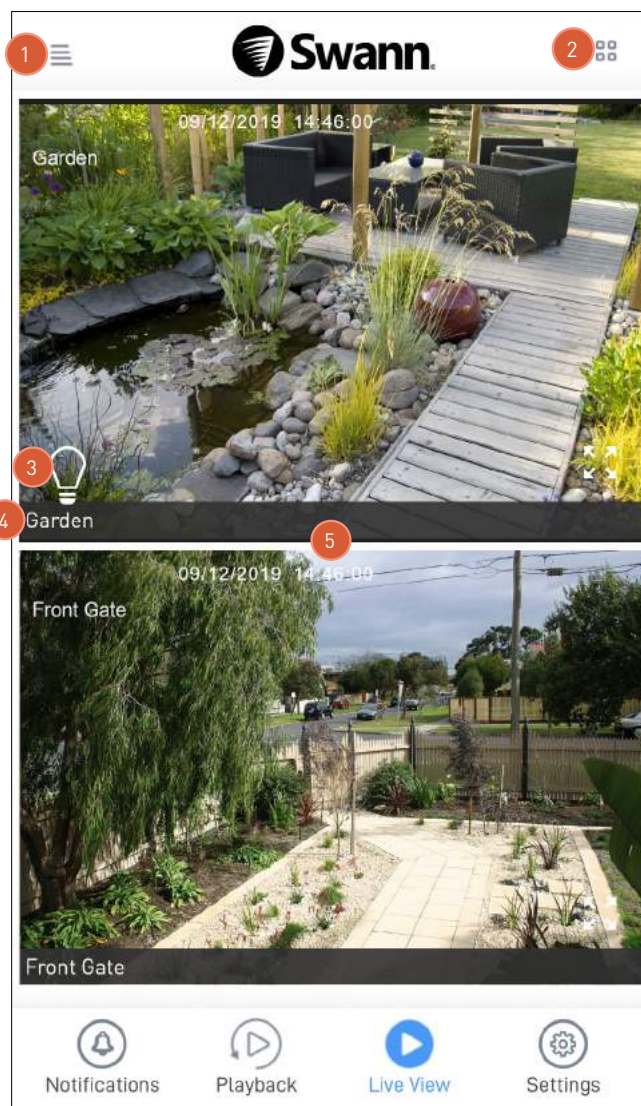 1
Swann
2
09/12/2019 14:46:00
Garden
3
4
Garden
5
09/12/2019 14:46:00
Front Gate
Front Gate
Notifications
Playback
Live View
Settings